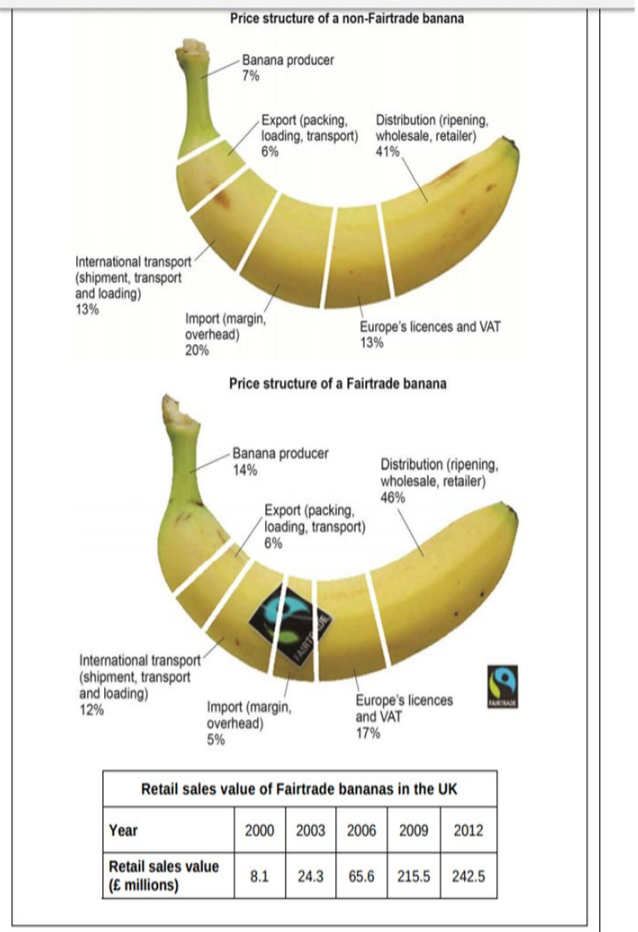 Price structure of a non-Fairtrade banana
Banana producer
7%
Export (packing,
loading, transport)
6%
Distribution (ripening,
wholesale, retailer)
41%
International transport
(shipment, transport
and loading)
13%
Import (margin,
overhead)
20%
Europe's licences and VAT
13%
Price structure of a Fairtrade banana
Banana producer
14%
Distribution (ripening,
wholesale, retailer)
46%
Export (packing,
loading, transport)
6%
FAIRTRADE
International transport
(shipment, transport
and loading)
12%
Import (margin,
overhead)
5%
Europe's licences
and VAT
17%
FAIRTRADE
Retail sales value of Fairtrade bananas in the UK
Year 2000 2003 2006 2009 2012
Retail sales value
(£ millions) 8.1 24.3 65.6 215.5 242.5